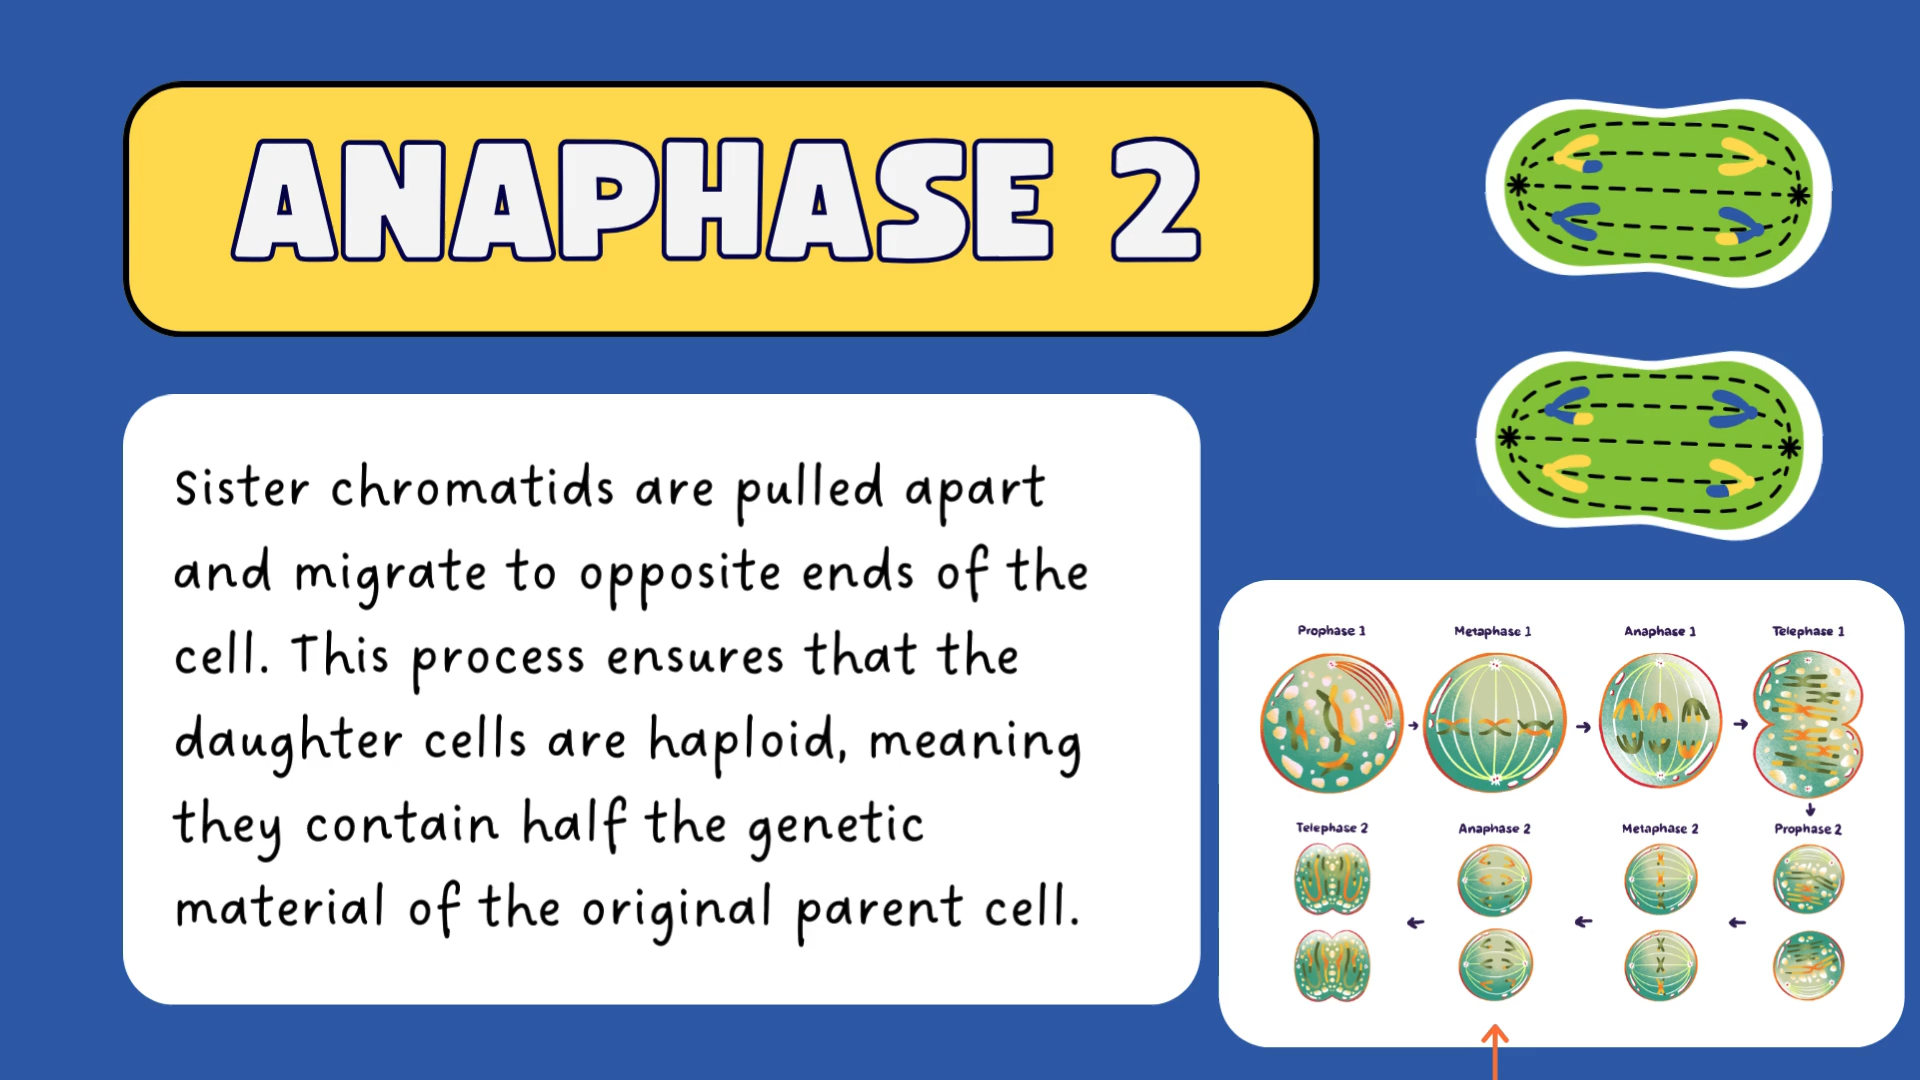 ANAPHASE 2
Sister chromatids are pulled apart
and migrate to opposite ends of the
cell. This process ensures that the
daughter cells are haploid, meaning
they contain half the genetic
material of the original parent cell.
Prophase 1
Metaphase 1
Anaphase 1
Telephase 1
Telephase 2
Anaphase 2
Metaphase 2
Prophase 2